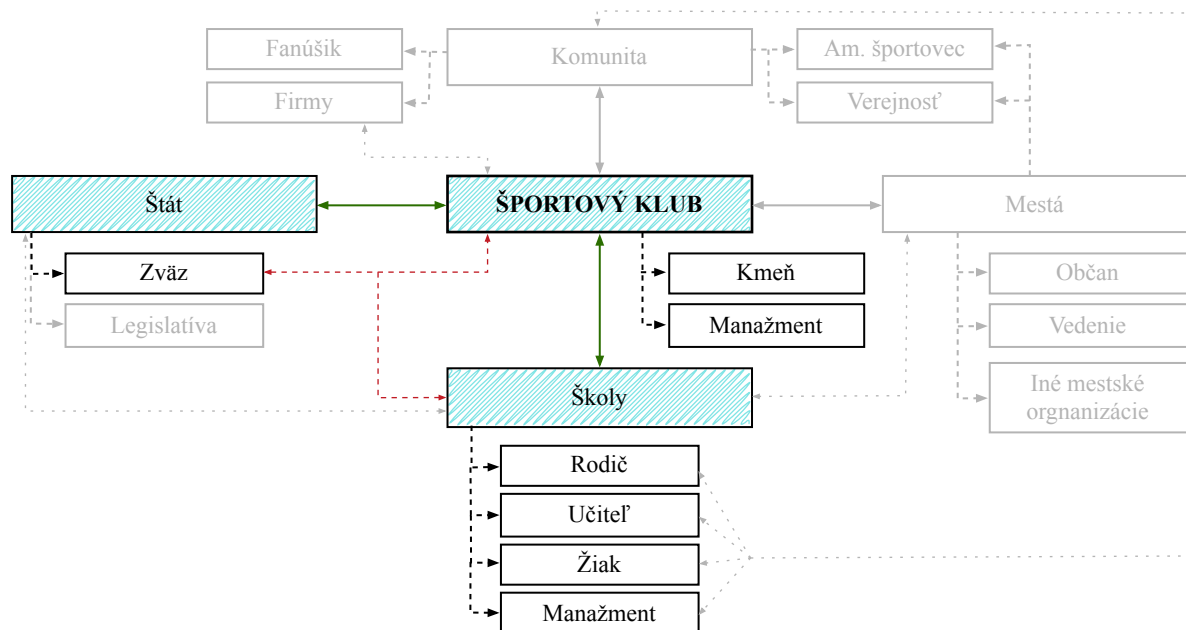 Fanúšik
Komunita
Am. športovec
Firmy
Verejnosť
Štát
ŠPORTOVÝ KLUB
Mestá
Zväz
Kmeň
Občan
Legislatíva
Manažment
Vedenie
Školy
Iné mestské
orgnanizácie
Rodič
Učiteľ
Žiak
Manažment